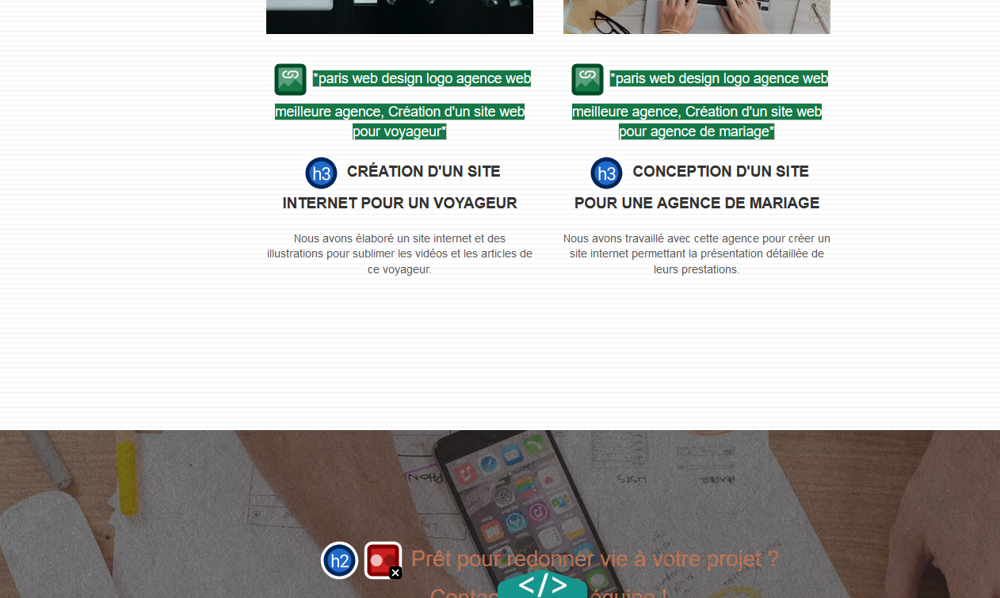 *paris web design logo agence web
meilleure agence, Création d'un site web
pour voyageur*
h3 CRÉATION D'UN SITE
INTERNET POUR UN VOYAGEUR
Nous avons élaboré un site internet et des
illustrations pour sublimer les vidéos et les articles de
ce voyageur.
*paris web design logo agence web
meilleure agence, Création d'un site web
pour agence de mariage*
h3 CONCEPTION D'UN SITE
POUR UNE AGENCE DE MARIAGE
Nous avons travaillé avec cette agence pour créer un
site internet permettant la présentation détaillée de
leurs prestations.
LISTS
HEADER
h2 Prêt pour redonner vie à votre projet ?
équipe !
</>